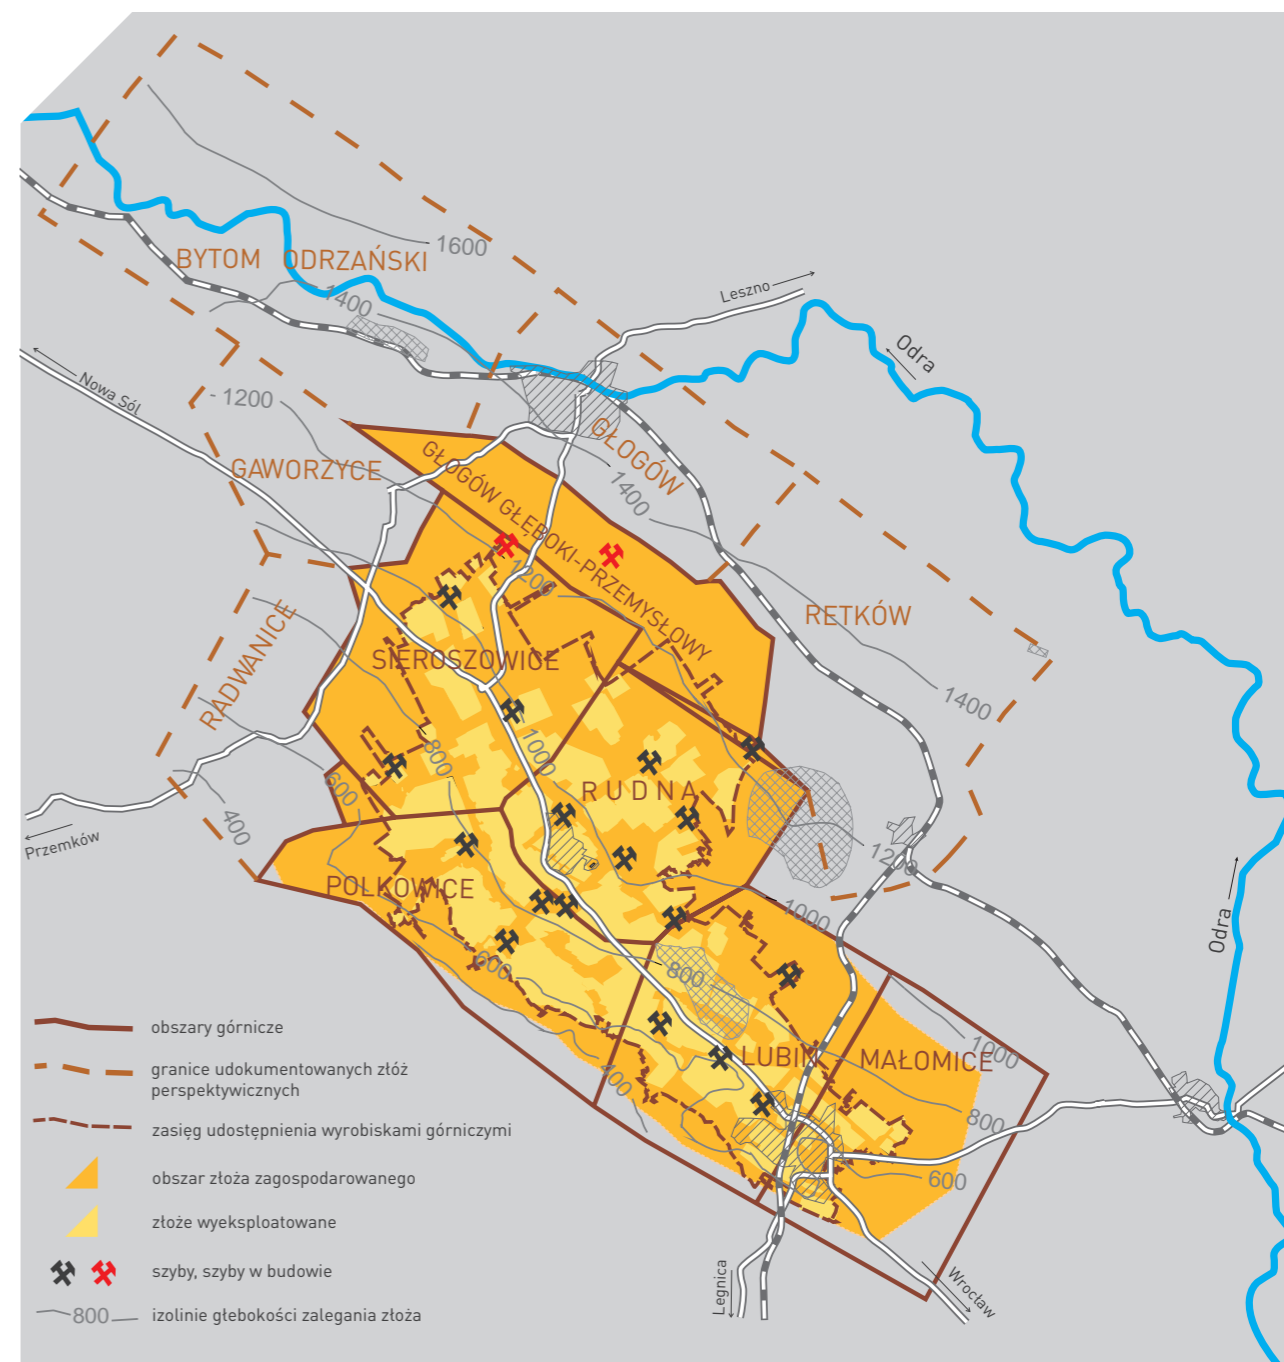 1600
BYTOM ODRZAŃSKI
1400
Leszno
Odra
Nowa Sól
1200
GAWORZYCE
GŁOGÓW
1400
GŁOGÓW GŁĘBOKI-PRZEMYSŁOWY
1200
RETKÓW
RADWANICE
SIEROSZOWICE
1400
800
1000
600
RUDNA
400
Przemków
1200
POLKOWICE
1000
Odra
600
800
1000
LUBIN
MAŁOMICE
400
800
600
Legnica
Wrocław
obszary górnicze
granice udokumentowanych złóż
perspektywicznych
zasięg udostępnienia wyrobiskami górniczymi
obszar złoża zagospodarowanego
złoże wyeksploatowane
szyby, szyby w budowie
800
izolinie głebokości zalegania złoża